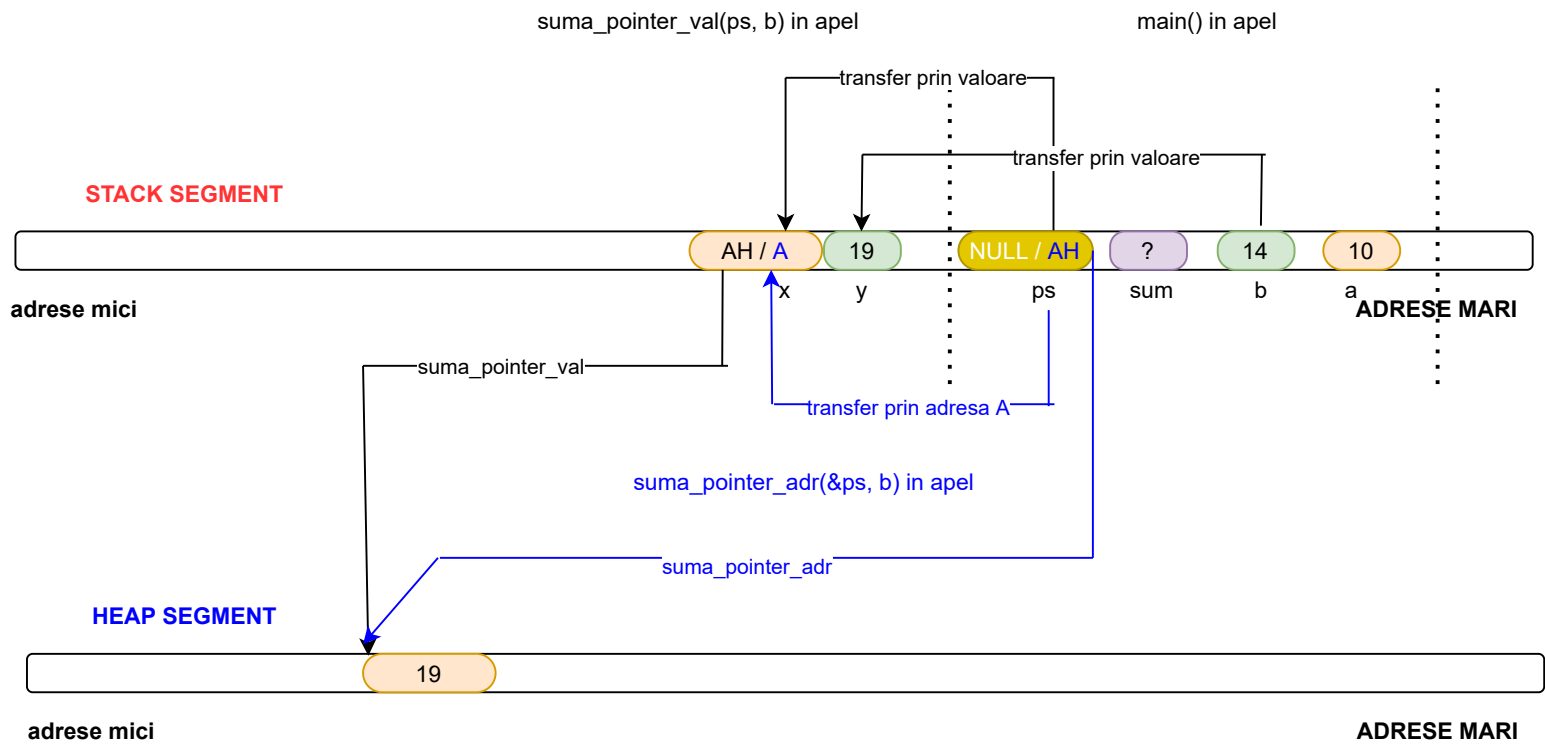 suma_pointer_val(ps, b) in apel
main() in apel
transfer prin valoare
transfer prin valoare
STACK SEGMENT
AH / A
19
NULL / AH
?
14
10
x
y
ps
sum
b
a
adrese mici
ADRESE MARI
suma_pointer_val
transfer prin adresa A
suma_pointer_adr(&ps, b) in apel
suma_pointer_adr
HEAP SEGMENT
19
adrese mici
ADRESE MARI